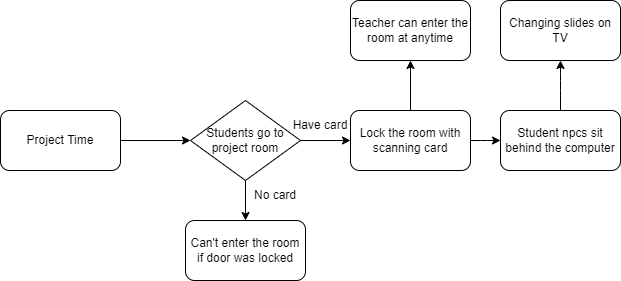 Teacher can enter the
room at anytime
Changing slides on
TV
Project Time
Students go to
project room
Have card
Lock the room with
scanning card
Student npcs sit
behind the computer
No card
Can't enter the room
if door was locked